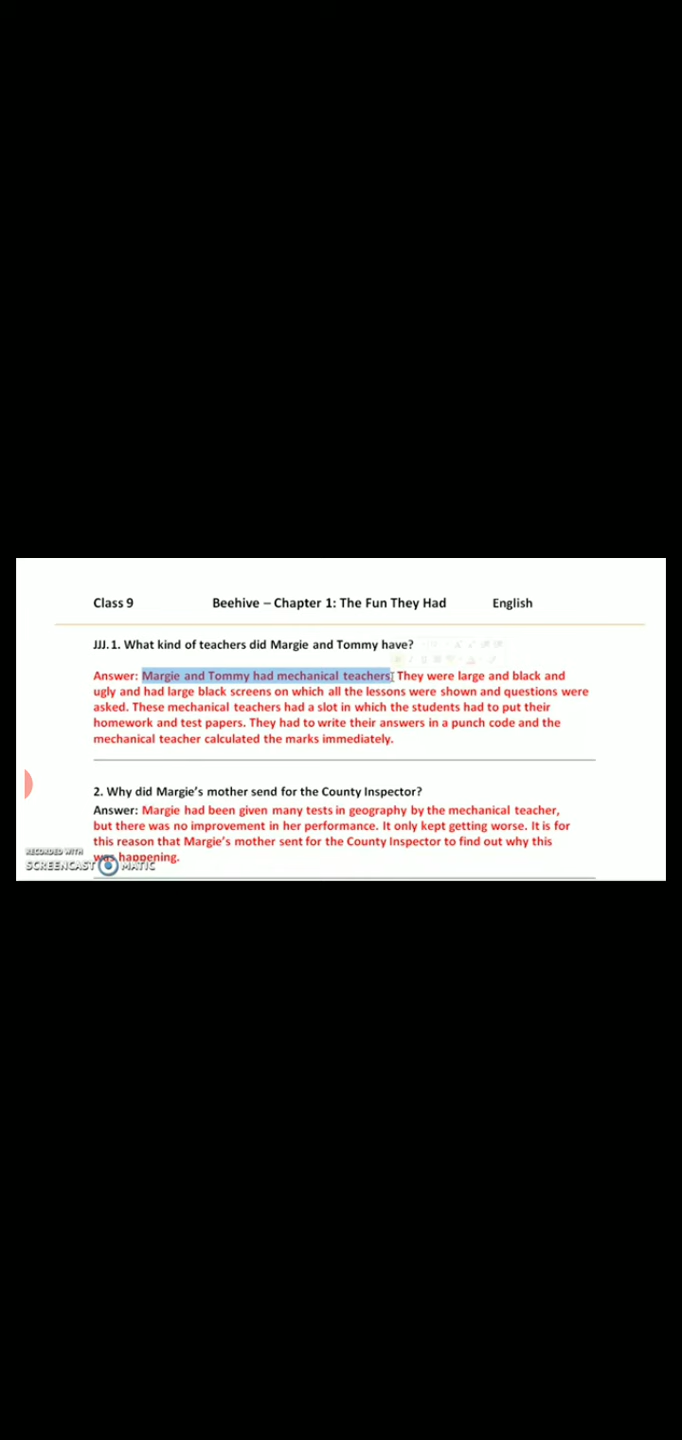 Class 9 Beehive – Chapter 1: The Fun They Had English
JJJ.1. What kind of teachers did Margie and Tommy have?
Answer: Margie and Tommy had mechanical teachers. They were large and black and
ugly and had large black screens on which all the lessons were shown and questions were
asked. These mechanical teachers had a slot in which the students had to put their
homework and test papers. They had to write their answers in a punch code and the
mechanical teacher calculated the marks immediately.
2. Why did Margie's mother send for the County Inspector?
Answer: Margie had been given many tests in geography by the mechanical teacher,
but there was no improvement in her performance. It only kept getting worse. It is for
this reason that Margie's mother sent for the County Inspector to find out why this
was happening.
RECORDED WITH
SCREENCAST MATIC